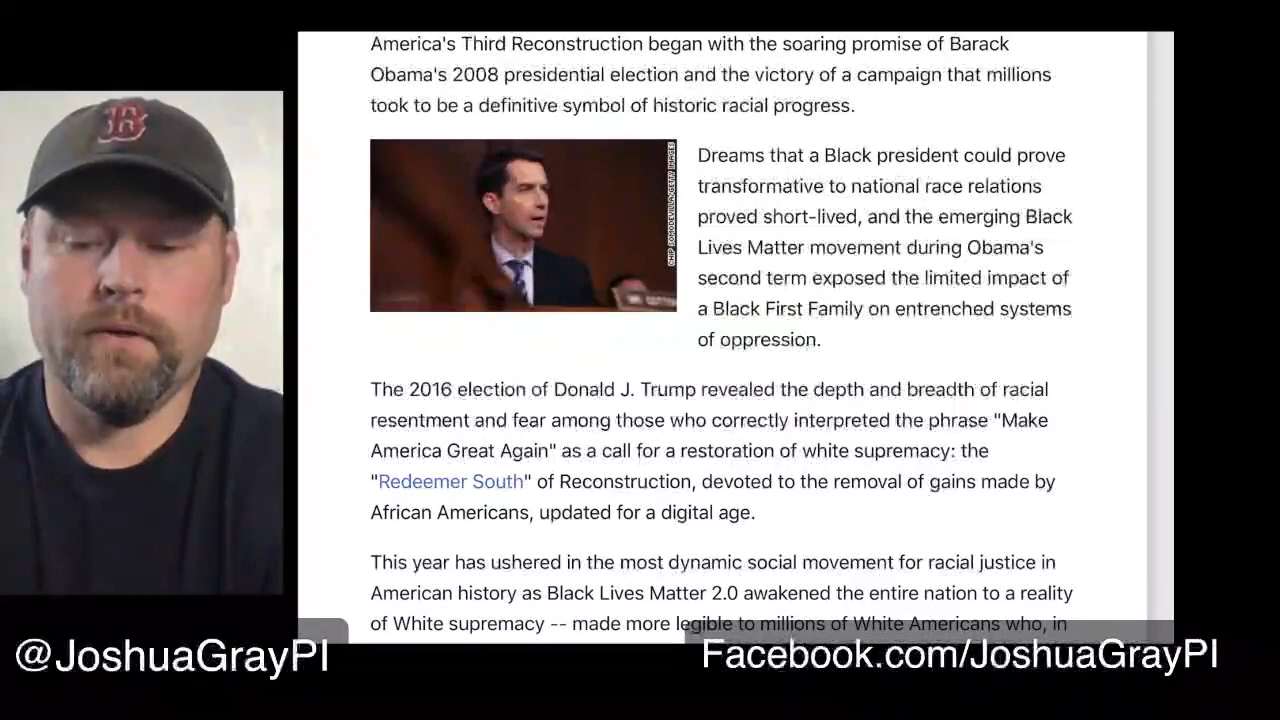 America's Third Reconstruction began with the soaring promise of Barack
Obama's 2008 presidential election and the victory of a campaign that millions
took to be a definitive symbol of historic racial progress.
B
CHIP SOMODEVILLA/GETTY IMAGES
Dreams that a Black president could prove
transformative to national race relations
proved short-lived, and the emerging Black
Lives Matter movement during Obama's
second term exposed the limited impact of
a Black First Family on entrenched systems
of oppression.
The 2016 election of Donald J. Trump revealed the depth and breadth of racial
resentment and fear among those who correctly interpreted the phrase "Make
America Great Again" as a call for a restoration of white supremacy: the
"Redeemer South" of Reconstruction, devoted to the removal of gains made by
African Americans, updated for a digital age.
This year has ushered in the most dynamic social movement for racial justice in
American history as Black Lives Matter 2.0 awakened the entire nation to a reality
of White supremacy -- made more legible to millions of White Americans who, in
@JoshuaGrayPI
Facebook.com/JoshuaGrayPI